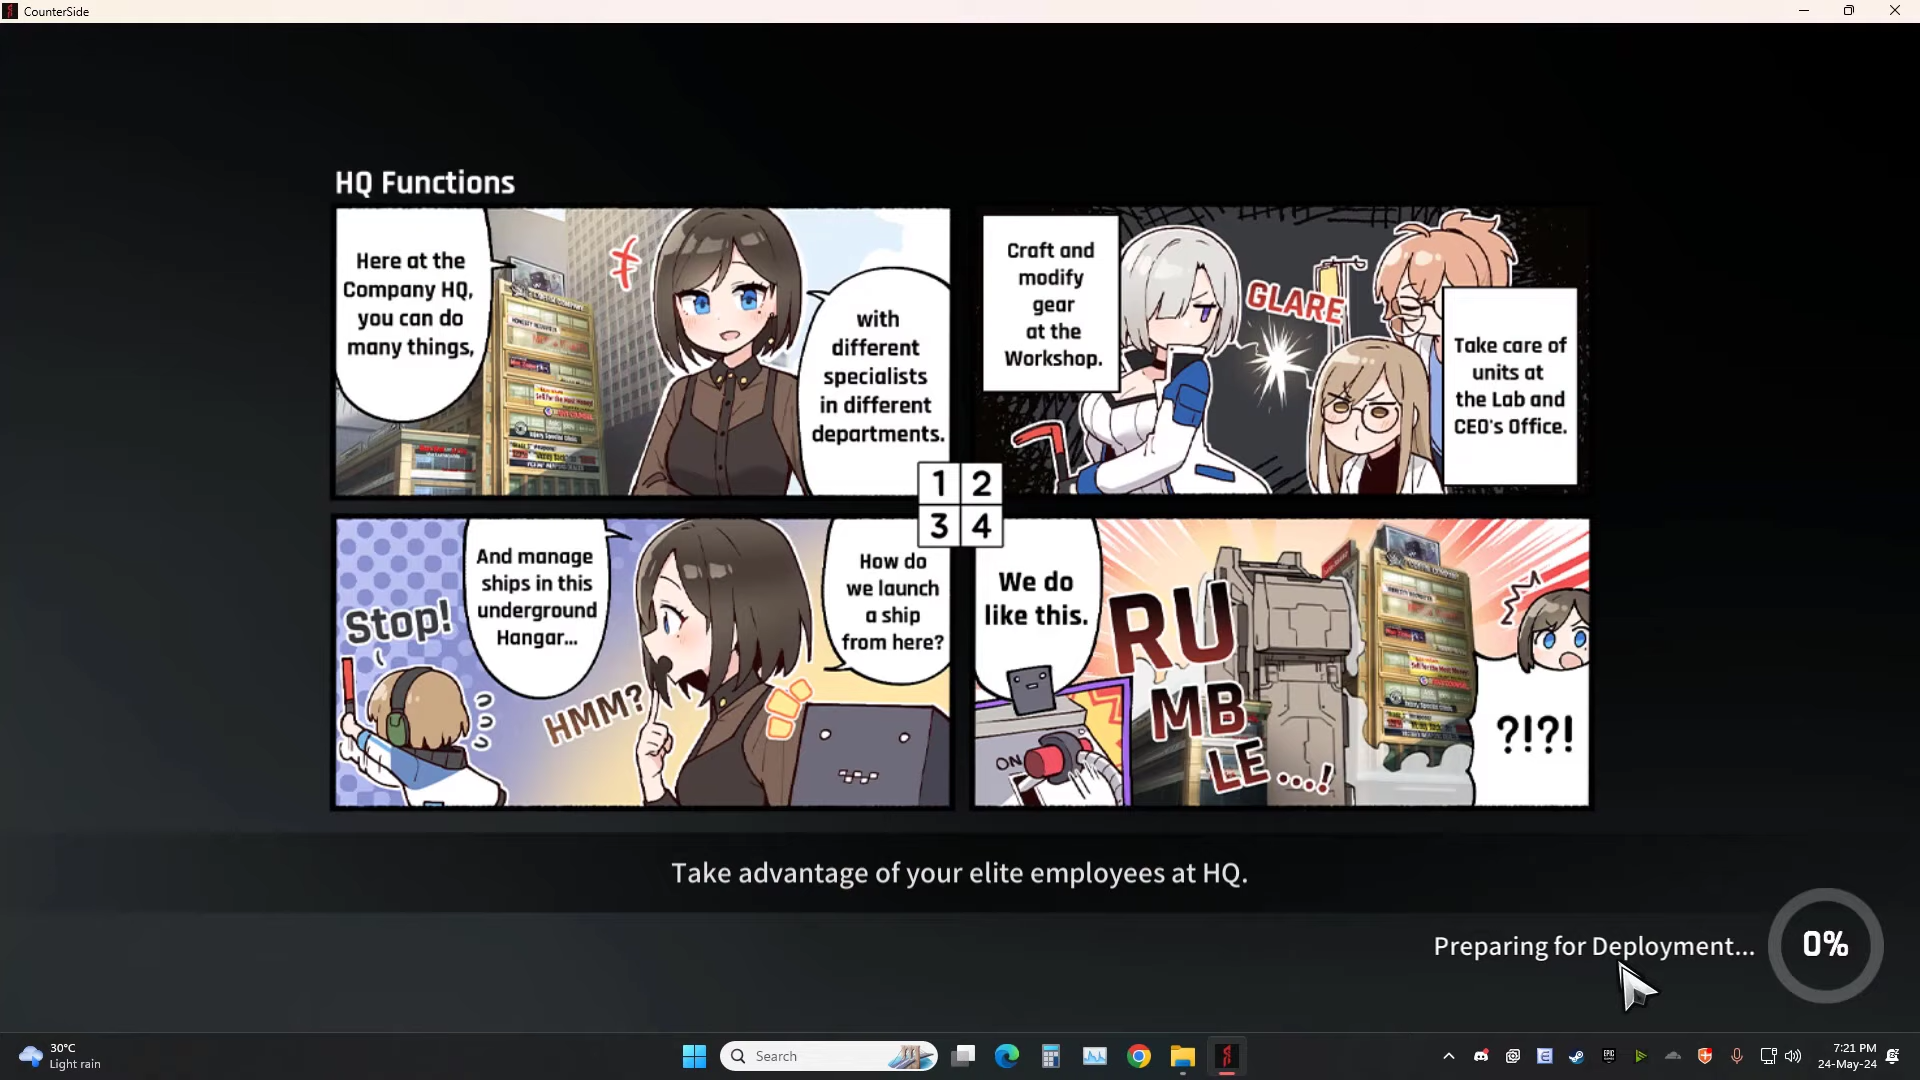 CounterSide
HQ Functions
Here at the
Company HQ,
you can do
many things,
with
different
specialists
in different
departments.
Craft and
modify
gear
at the
Workshop.
GLARE
Take care of
units at
the Lab and
CEO's Office.
1 2
3 4
Stop!
And manage
ships in this
underground
Hangar...
HMM?
How do
we launch
a ship
from here?
We do
like this.
ON
RU
MB
LE...!
?!?!
Take advantage of your elite employees at HQ.
Preparing for Deployment...
0%
30°C
Light rain
Search
EPIC
7:21 PM
24-May-24